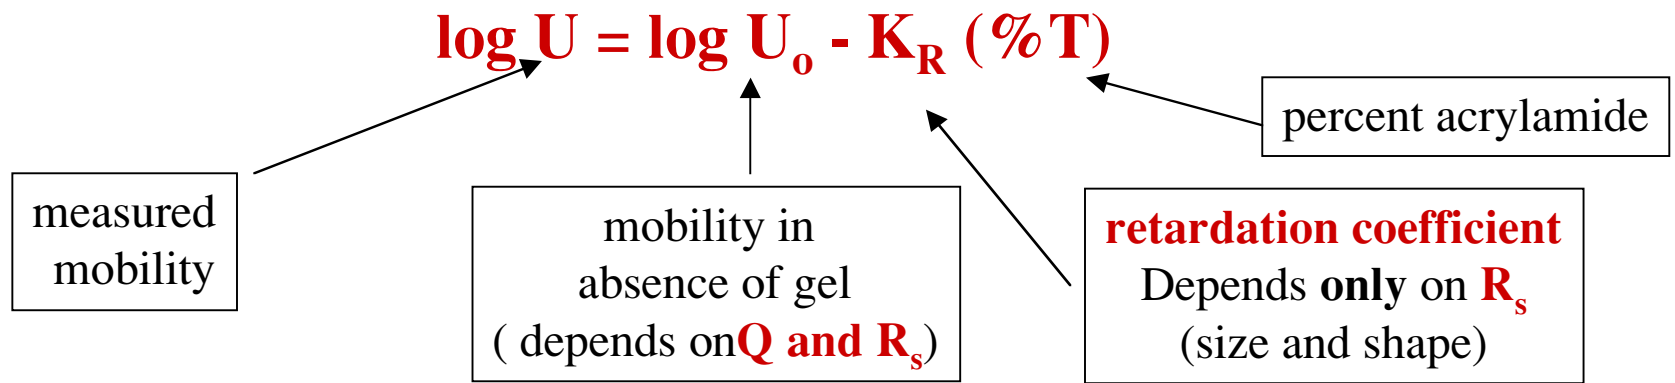 log U = log Uₒ - K_R (%T)
percent acrylamide
measured
mobility
mobility in
absence of gel
( depends onQ and Rₛ)
retardation coefficient
Depends only on Rₛ
(size and shape)